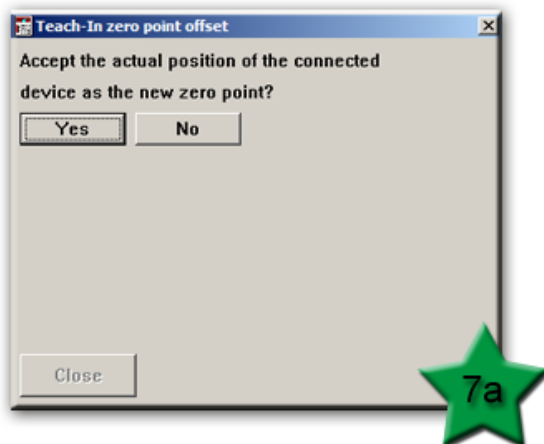 Teach-In zero point offset
Accept the actual position of the connected
device as the new zero point?
Yes No
Close
7a